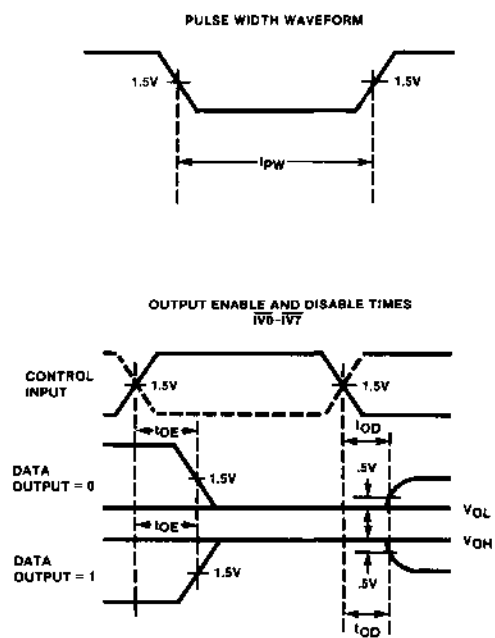 PULSE WIDTH WAVEFORM
1.5V
1.5V
tPW
OUTPUT ENABLE AND DISABLE TIMES
IV0-IV7
CONTROL
INPUT
1.5V
1.5V
tOE
tOD
DATA
OUTPUT = 0
1.5V
.5V
VOL
tOE
VOH
DATA
OUTPUT = 1
1.5V
.5V
tOD